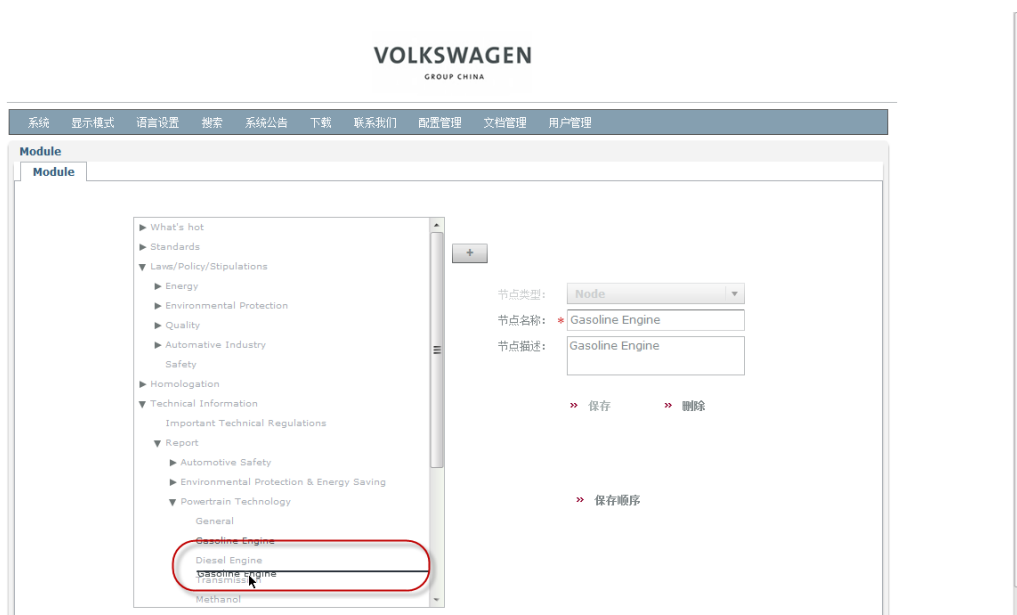 VOLKSWAGEN
GROUP CHINA
系统 显示模式 语言设置 搜索 系统公告 下载 联系我们 配置管理 文档管理 用户管理
Module
Module
What's hot
Standards
Laws/Policy/Stipulations
Energy
Environmental Protection
Quality
Automative Industry
Safety
Homologation
Technical Information
Important Technical Regulations
Report
Automotive Safety
Environmental Protection & Energy Saving
Powertrain Technology
General
Gasoline Engine
Diesel Engine
Gasoline Engine
Transmission
Methanol
+
节点类型: Node
节点名称: * Gasoline Engine
节点描述: Gasoline Engine
» 保存 » 删除
» 保存顺序